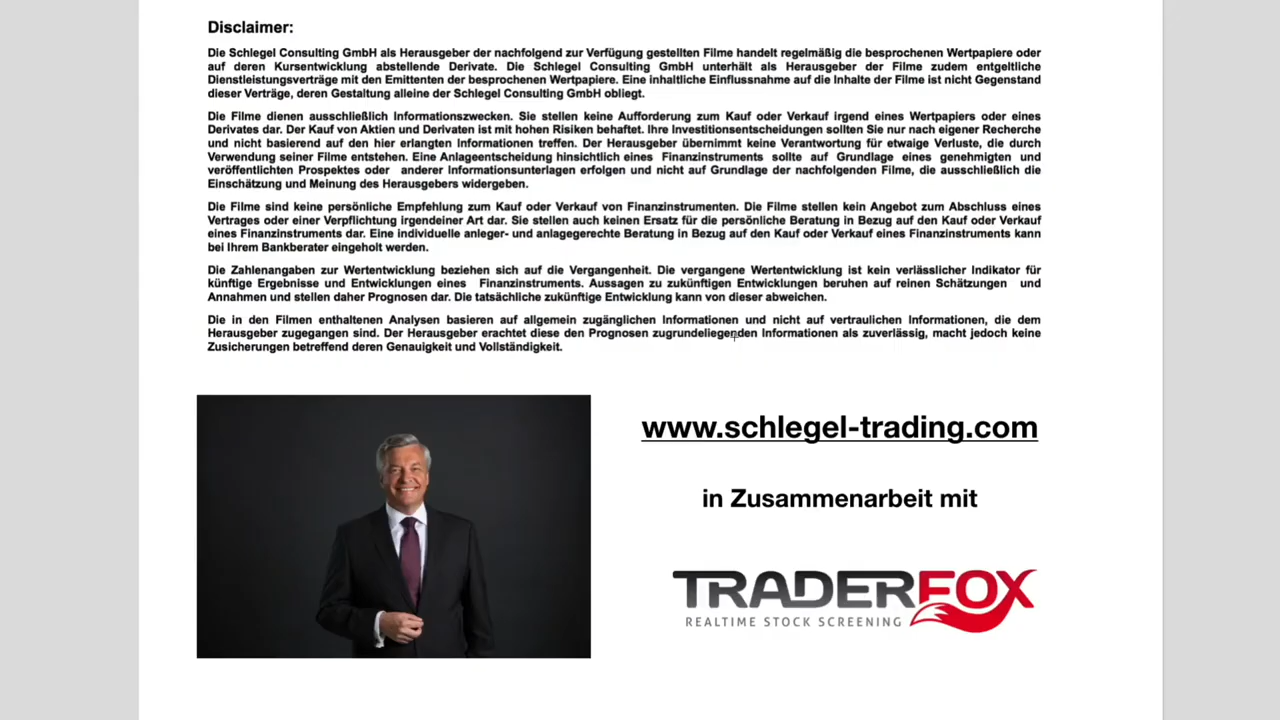 Disclaimer:
Die Schlegel Consulting GmbH als Herausgeber der nachfolgend zur Verfügung gestellten Filme handelt regelmäßig die besprochenen Wertpapiere oder
auf deren Kursentwicklung abstellende Derivate. Die Schlegel Consulting GmbH unterhält als Herausgeber der Filme zudem entgeltliche
Dienstleistungsverträge mit den Emittenten der besprochenen Wertpapiere. Eine inhaltliche Einflussnahme auf die Inhalte der Filme ist nicht Gegenstand
dieser Verträge, deren Gestaltung alleine der Schlegel Consulting GmbH obliegt.
Die Filme dienen ausschließlich Informationszwecken. Sie stellen keine Aufforderung zum Kauf oder Verkauf irgend eines Wertpapiers oder eines
Derivates dar. Der Kauf von Aktien und Derivaten ist mit hohen Risiken behaftet. Ihre Investitionsentscheidungen sollten Sie nur nach eigener Recherche
und nicht basierend auf den hier erlangten Informationen treffen. Der Herausgeber übernimmt keine Verantwortung für etwaige Verluste, die durch
Verwendung seiner Filme entstehen. Eine Anlageentscheidung hinsichtlich eines Finanzinstruments sollte auf Grundlage eines genehmigten und
veröffentlichten Prospektes oder anderer Informationsunterlagen erfolgen und nicht auf Grundlage der nachfolgenden Filme, die ausschließlich die
Einschätzung und Meinung des Herausgebers widergeben.
Die Filme sind keine persönliche Empfehlung zum Kauf oder Verkauf von Finanzinstrumenten. Die Filme stellen kein Angebot zum Abschluss eines
Vertrages oder einer Verpflichtung irgendeiner Art dar. Sie stellen auch keinen Ersatz für die persönliche Beratung in Bezug auf den Kauf oder Verkauf
eines Finanzinstruments dar. Eine individuelle anleger- und anlagegerechte Beratung in Bezug auf den Kauf oder Verkauf eines Finanzinstruments kann
bei Ihrem Bankberater eingeholt werden.
Die Zahlenangaben zur Wertentwicklung beziehen sich auf die Vergangenheit. Die vergangene Wertentwicklung ist kein verlässlicher Indikator für
künftige Ergebnisse und Entwicklungen eines Finanzinstruments. Aussagen zu zukünftigen Entwicklungen beruhen auf reinen Schätzungen und
Annahmen und stellen daher Prognosen dar. Die tatsächliche zukünftige Entwicklung kann von dieser abweichen.
Die in den Filmen enthaltenen Analysen basieren auf allgemein zugänglichen Informationen und nicht auf vertraulichen Informationen, die dem
Herausgeber zugegangen sind. Der Herausgeber erachtet diese den Prognosen zugrundeliegenden Informationen als zuverlässig, macht jedoch keine
Zusicherungen betreffend deren Genauigkeit und Vollständigkeit.
www.schlegel-trading.com
in Zusammenarbeit mit
TRADERFOX
REALTIME STOCK SCREENING